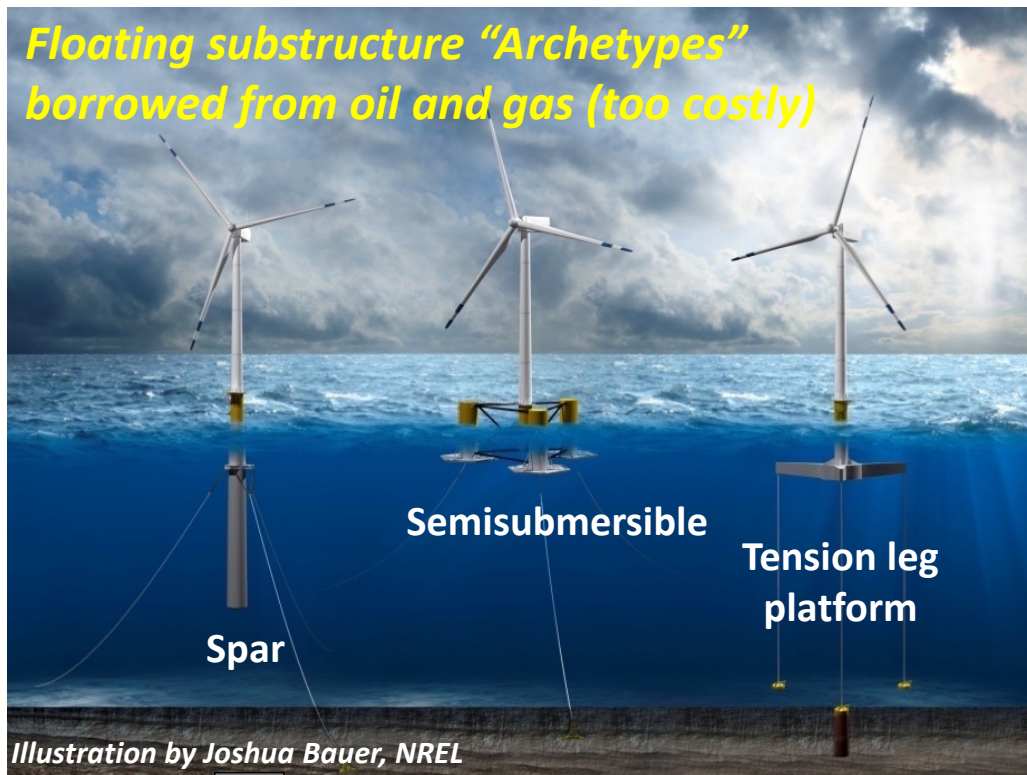 Floating substructure “Archetypes”
borrowed from oil and gas (too costly)
Semisubmersible
Tension leg
platform
Spar
Illustration by Joshua Bauer, NREL